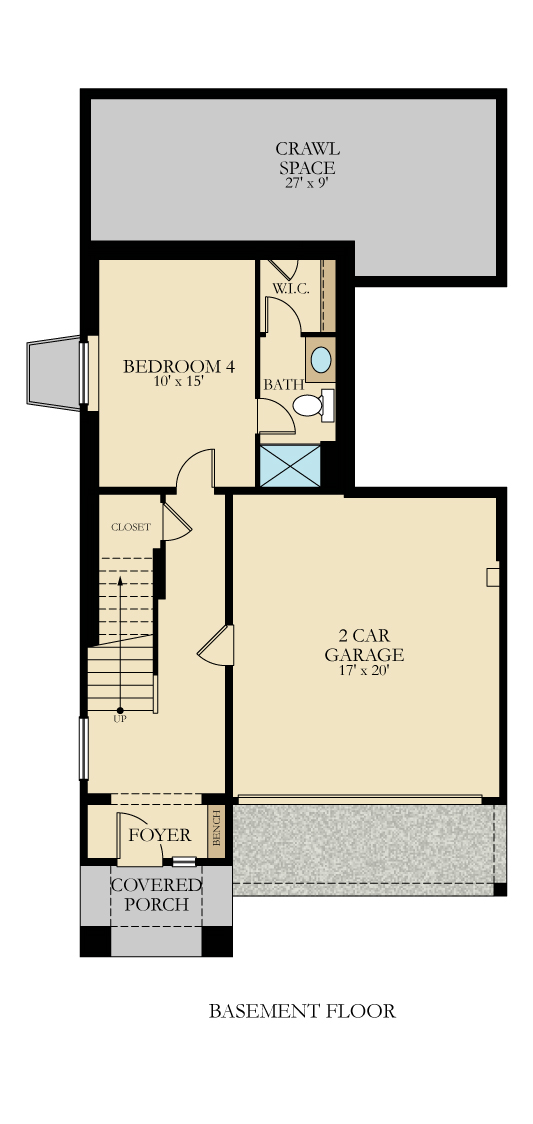 CRAWL
SPACE
27' x 9'
W.I.C.
BEDROOM 4
10' x 15'
BATH
CLOSET
2 CAR
GARAGE
17' x 20'
UP
FOYER
BENCH
COVERED
PORCH
BASEMENT FLOOR